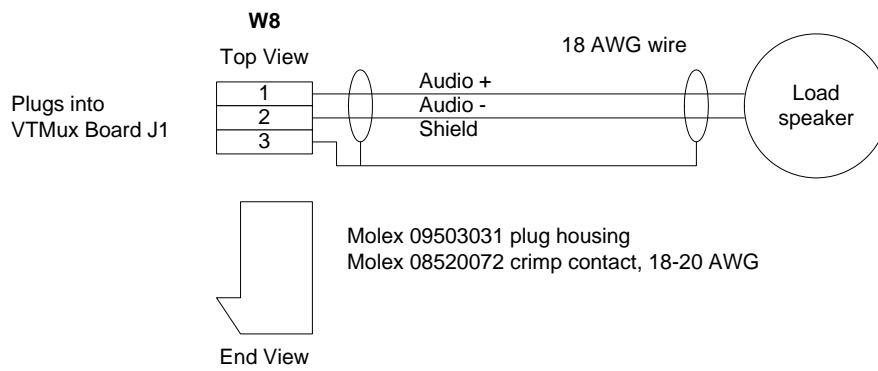 W8
Top View
18 AWG wire
Plugs into
VTMux Board J1
1
2
3
Audio +
Audio -
Shield
Load
speaker
Molex 09503031 plug housing
Molex 08520072 crimp contact, 18-20 AWG
End View